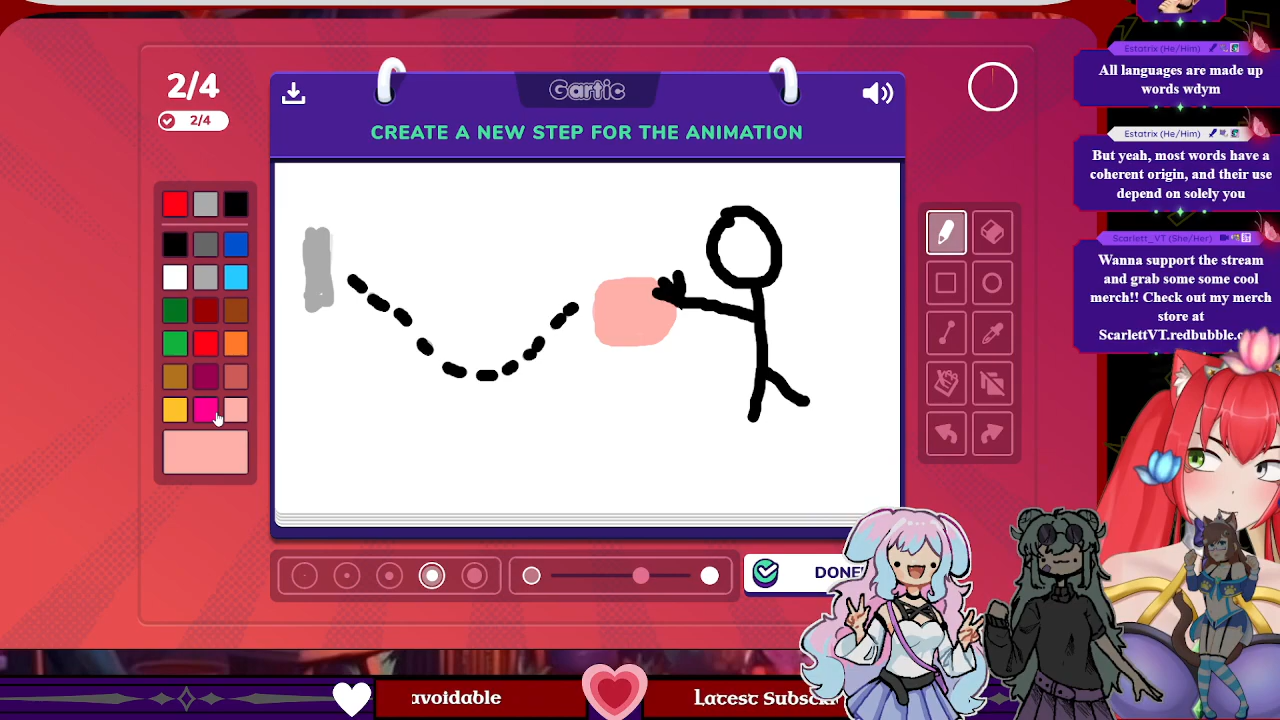 2/4
2/4
Gartic
CREATE A NEW STEP FOR THE ANIMATION
DONE
Estatrix (He/Him)
All languages are made up
words wdym
Estatrix (He/Him)
But yeah, most words have a
coherent origin, and their use
depend on solely you
Scarlett_VT (She/Her)
Wanna support the stream
and grab some some cool
merch!! Check out my merch
store at
ScarlettVT.redbubble.c
avoidable
Latest Subscri